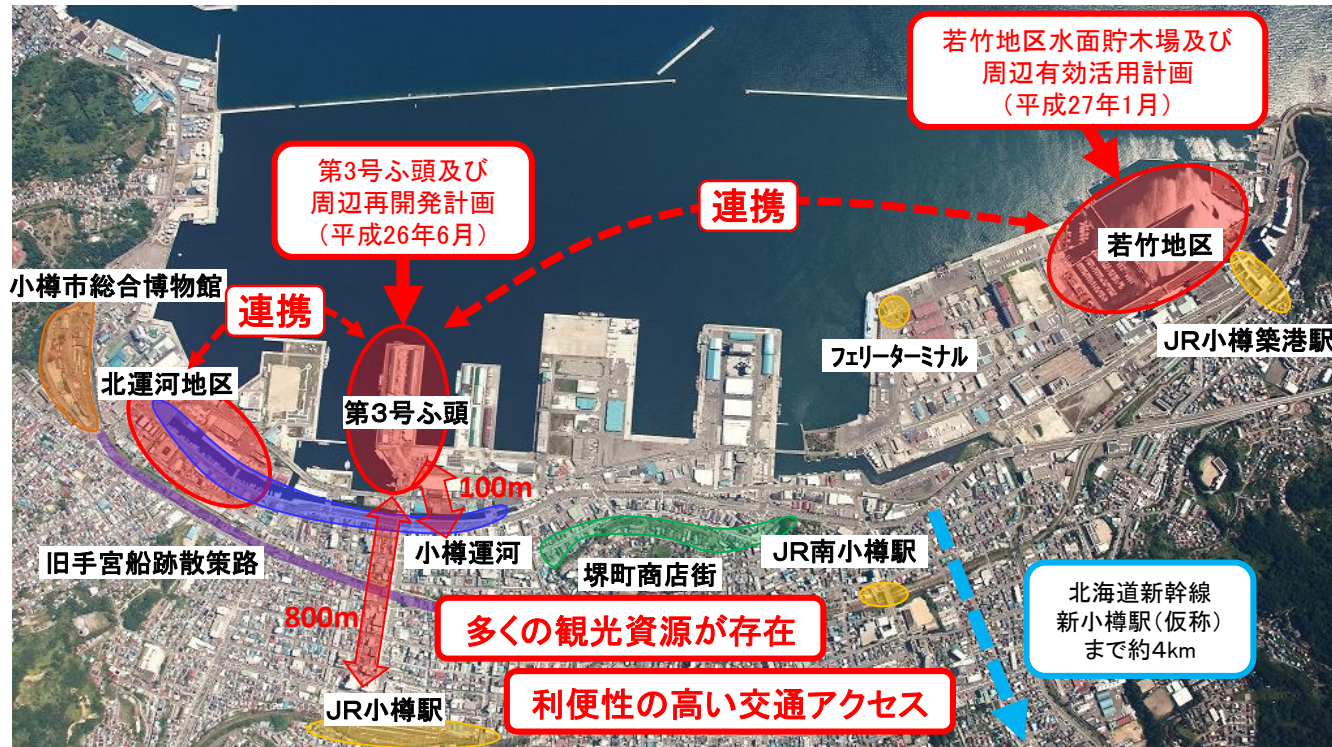 若竹地区水面貯木場及び
周辺有効活用計画
（平成27年1月）
第3号ふ頭及び
周辺再開発計画
（平成26年6月）
連携
若竹地区
小樽市総合博物館
連携
フェリーターミナル
JR小樽築港駅
北運河地区
第3号ふ頭
100m
小樽運河
堺町商店街
JR南小樽駅
旧手宮船跡散策路
800m
多くの観光資源が存在
北海道新幹線
新小樽駅（仮称）
まで約4km
利便性の高い交通アクセス
JR小樽駅